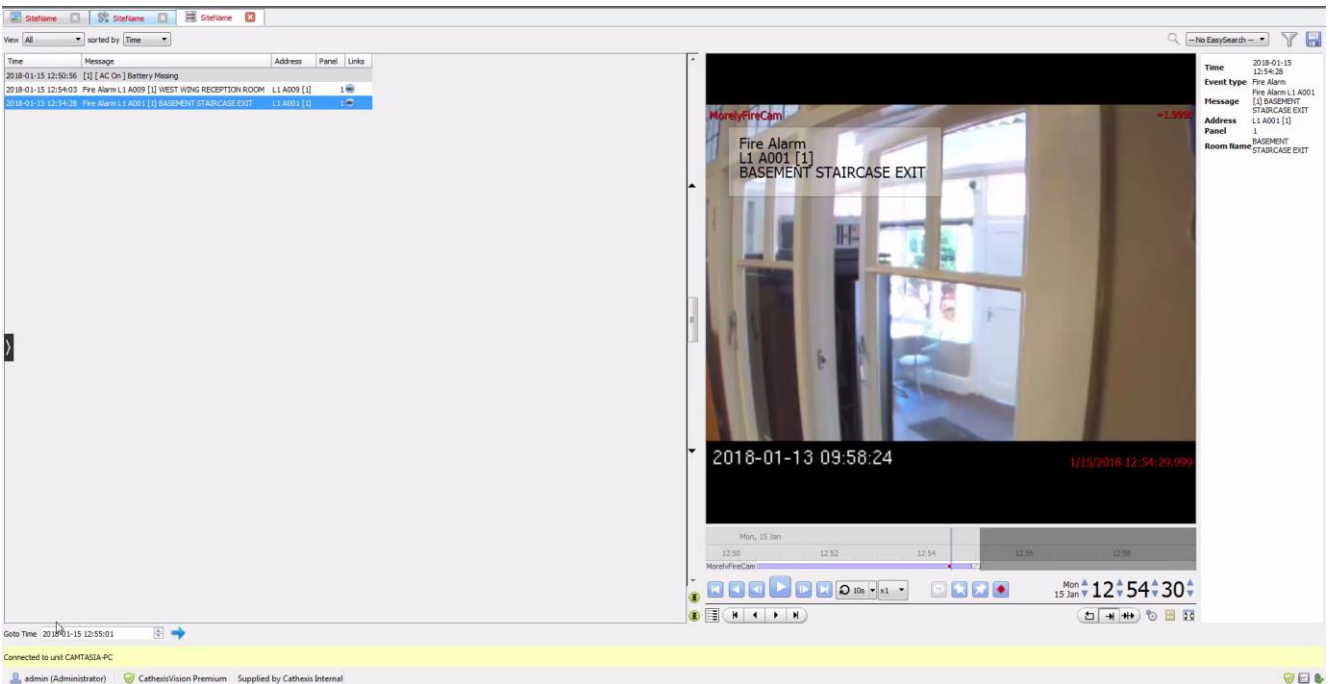 SiteName SiteName SiteName
View All sorted by Time --No EasySearch --
Time Message Address Panel Links
2018-01-15 12:50:56 [1] [ AC On ] Battery Missing
2018-01-15 12:54:03 Fire Alarm L1 A009 [1] WEST WING RECEPTION ROOM L1 A009 [1] 1
2018-01-15 12:54:28 Fire Alarm L1 A001 [1] BASEMENT STAIRCASE EXIT L1 A001 [1] 1
MorelyFireCam +1.999s
Fire Alarm
L1 A001 [1]
BASEMENT STAIRCASE EXIT
2018-01-13 09:58:24 1/15/2018 12:54:29.999
Time 2018-01-15
12:54:28
Event type Fire Alarm
Message Fire Alarm L1 A001
[1] BASEMENT
STAIRCASE EXIT
Address L1 A001 [1]
Panel 1
Room Name BASEMENT
STAIRCASE EXIT
Mon, 15 Jan
12:50 12:52 12:54 12:56 12:58
MorelyFireCam
10s x1 Mon 15 Jan 12 54 30
Goto Time 2018-01-15 12:55:01
Connected to unit CAMTASIA-PC
admin (Administrator) CathexisVision Premium Supplied by Cathexis Internal